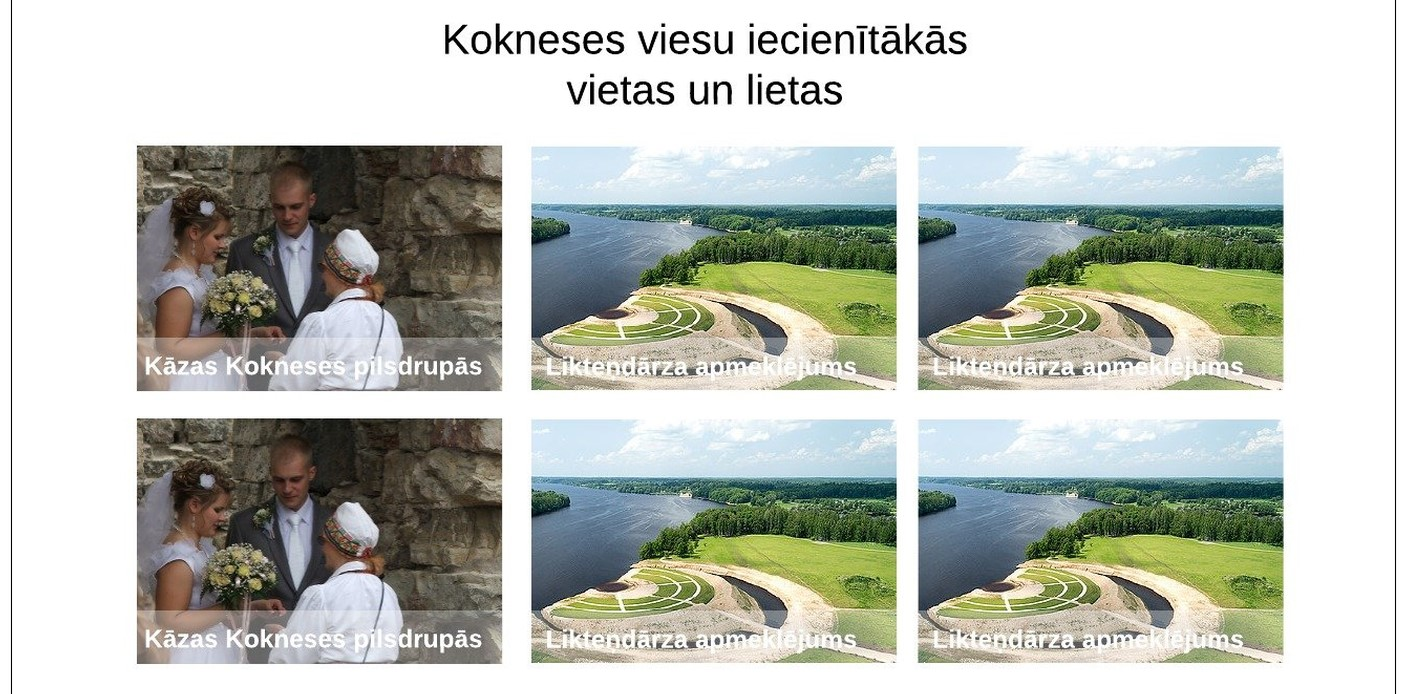 Kokneses viesu iecienītākās
vietas un lietas
Kāzas Kokneses pilsdrupās
Liktendārza apmeklējums
Liktendārza apmeklējums
Kāzas Kokneses pilsdrupās
Liktendārza apmeklējums
Liktendārza apmeklējums